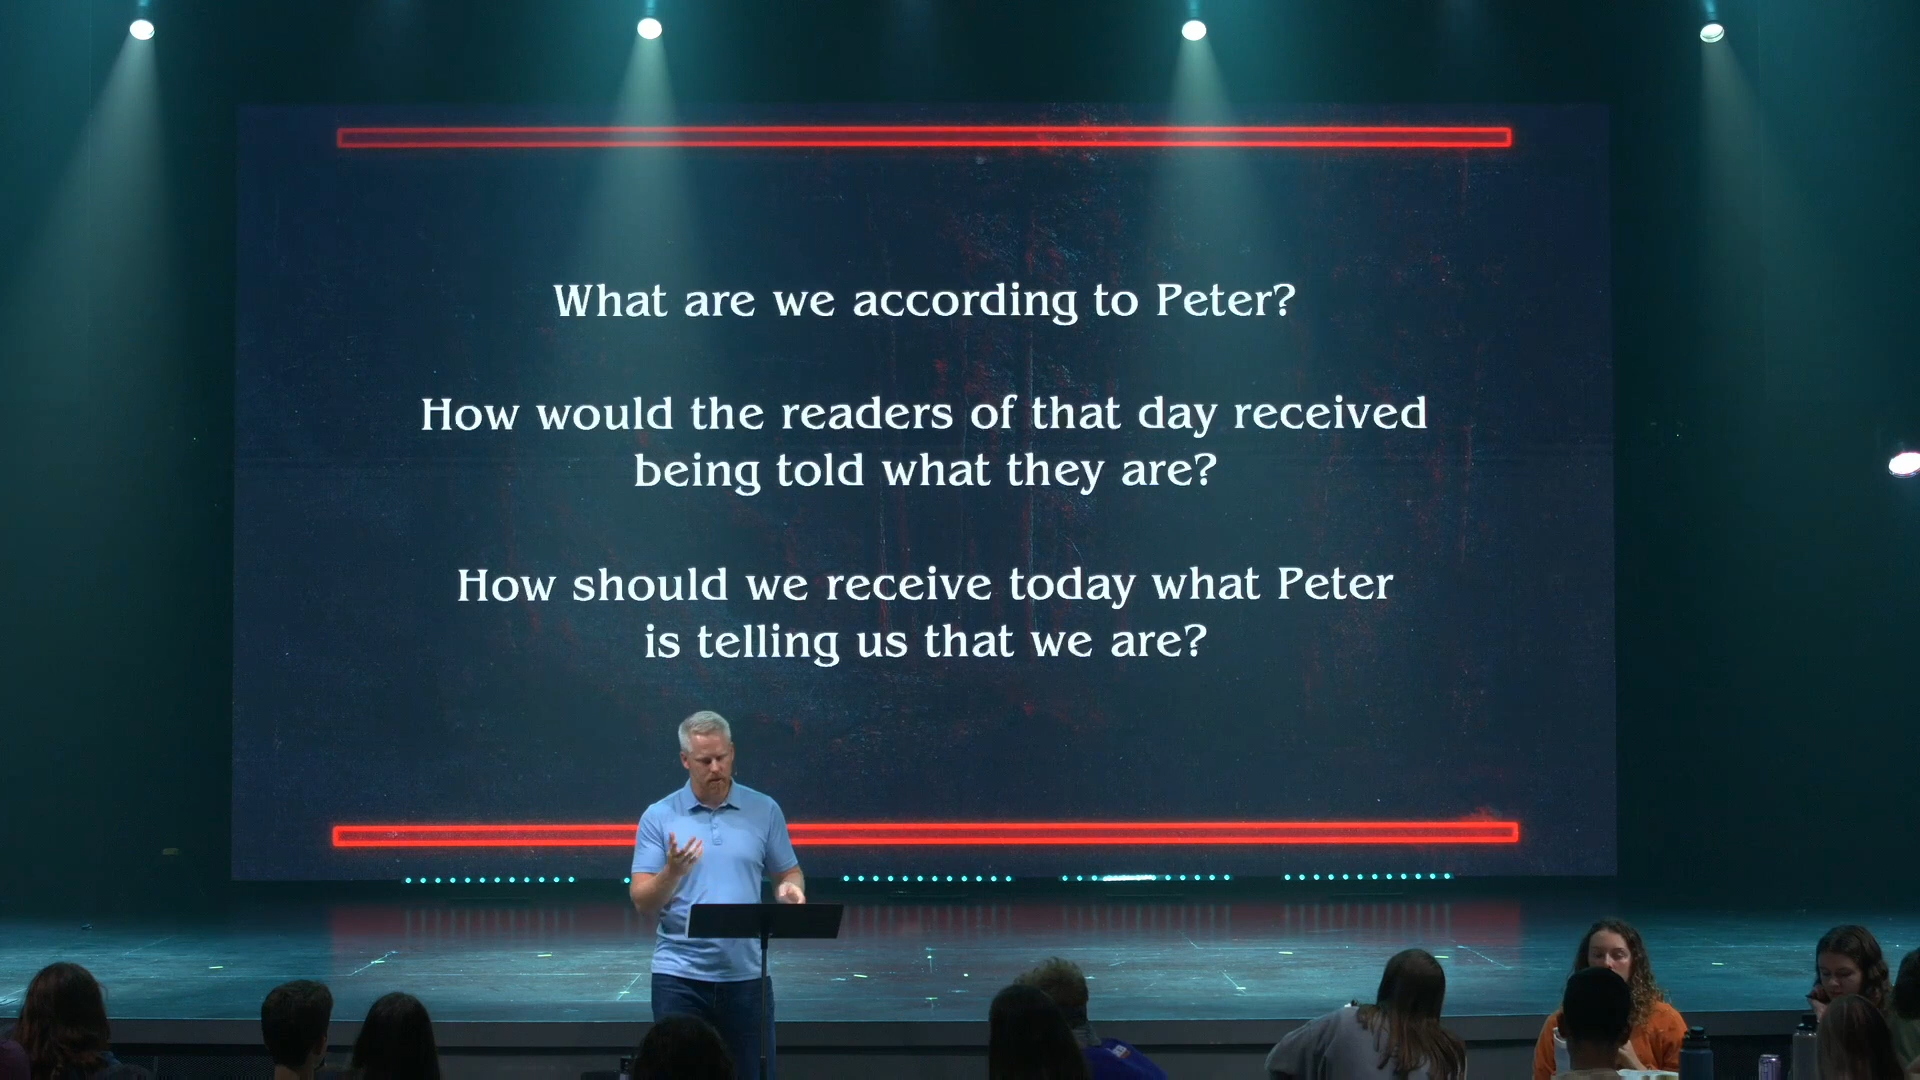 What are we according to Peter?
How would the readers of that day received
being told what they are?
How should we receive today what Peter
is telling us that we are?